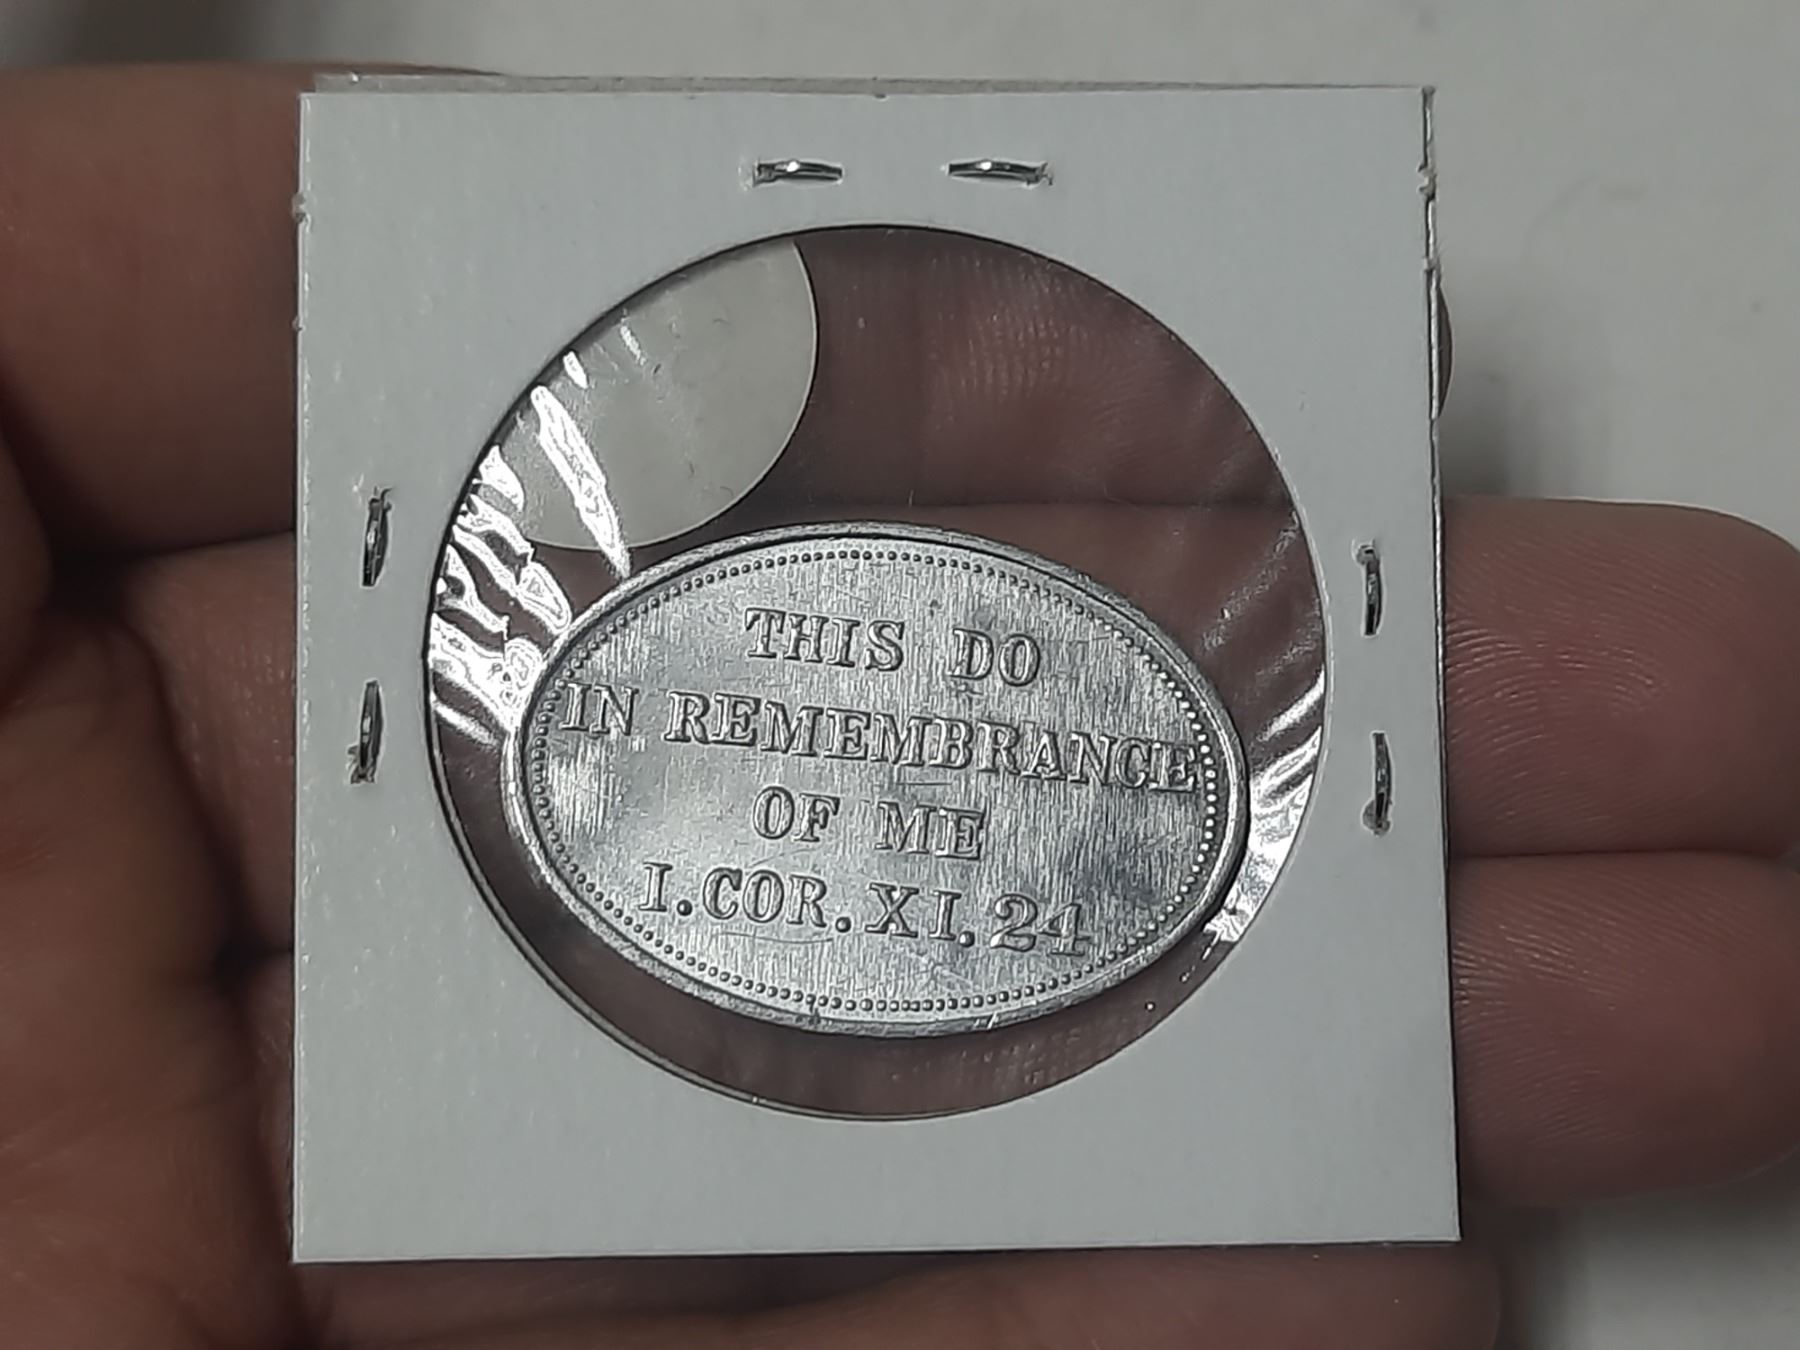 THIS DO
IN REMEMBRANCE
OF ME
I. COR. XI. 24